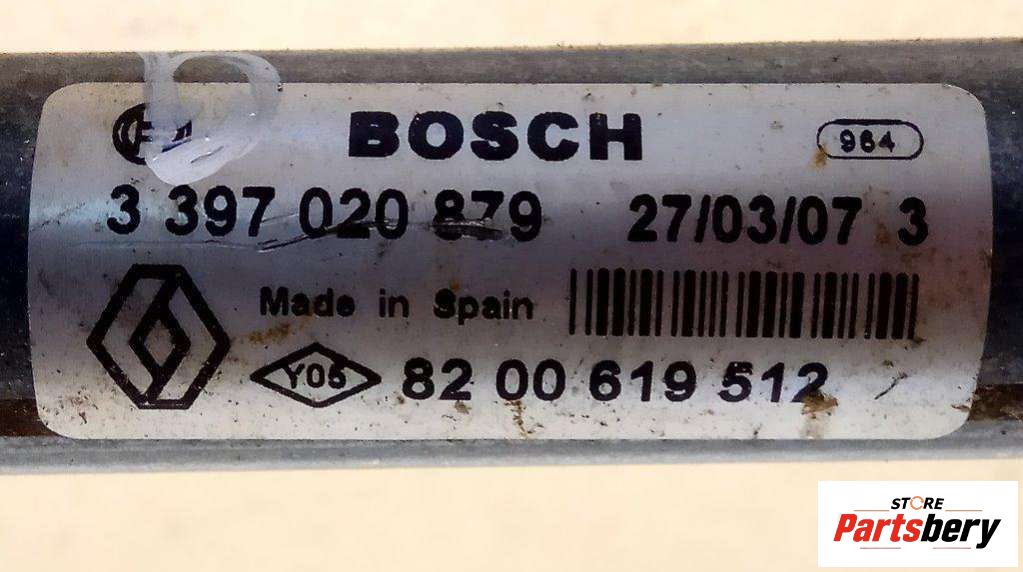 BOSCH 964
3 397 020 879 27/03/07 3
Made in Spain
Y05 82 00 619 512
STORE
Partsbery